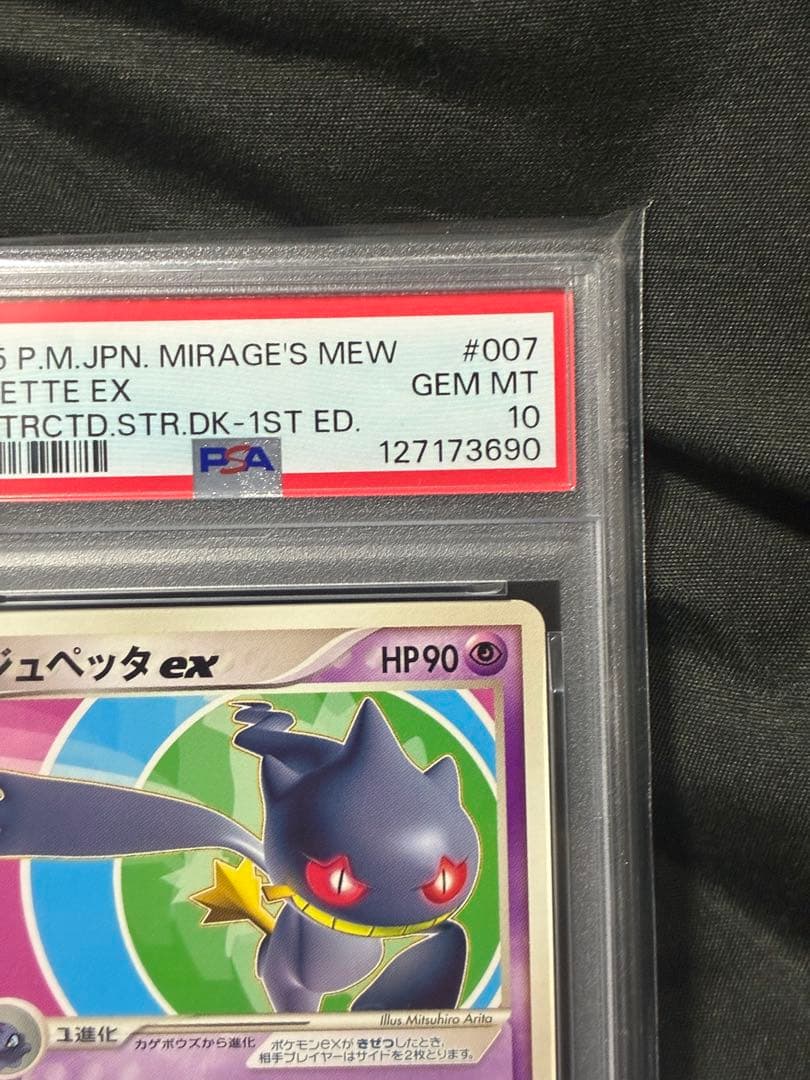 5 P.M.JPN. MIRAGE'S MEW #007
ETTE EX GEM MT
TRCTD.STR.DK-1ST ED. 10
PSA 127173690
ジュペッタex HP90
Illus Mitsuhiro Arita
1進化 カゲボウズから進化
ポケモンexがきぜつしたとき、
相手プレイヤーはサイドを2枚とります。